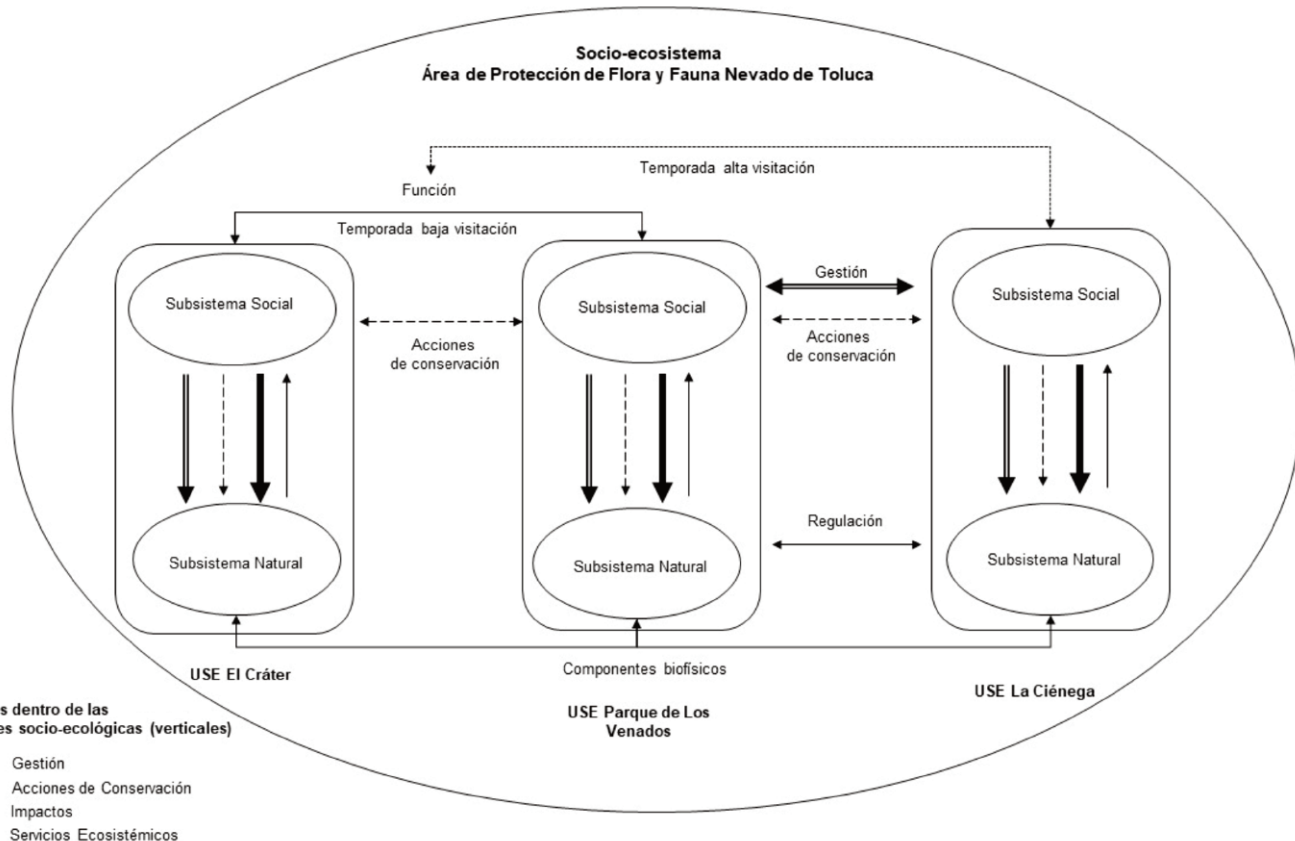 Socio-ecosistema
Área de Protección de Flora y Fauna Nevado de Toluca
Temporada alta visitación
Función
Temporada baja visitación
Subsistema Social
Subsistema Social
Subsistema Social
Gestión
Acciones
de conservación
Acciones
de conservación
Regulación
Subsistema Natural
Subsistema Natural
Subsistema Natural
Componentes biofísicos
USE El Cráter
USE Parque de Los
Venados
USE La Ciénega
s dentro de las
es socio-ecológicas (verticales)
Gestión
Acciones de Conservación
Impactos
Servicios Ecosistémicos